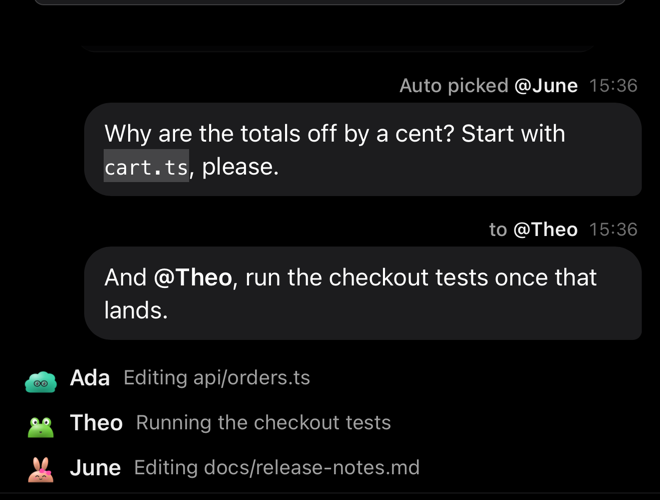 Auto picked @June 15:36
Why are the totals off by a cent? Start with
cart.ts, please.
to @Theo 15:36
And @Theo, run the checkout tests once that
lands.
Ada Editing api/orders.ts
Theo Running the checkout tests
June Editing docs/release-notes.md